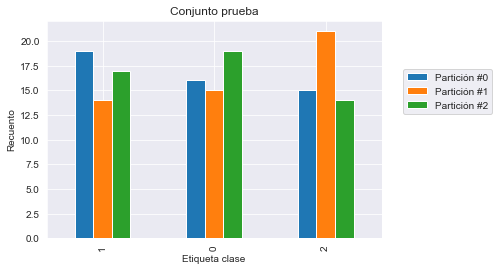 Conjunto prueba
20.0
17.5
15.0
12.5
10.0
7.5
5.0
2.5
0.0
Recuento
1
0
2
Etiqueta clase
Partición #0
Partición #1
Partición #2